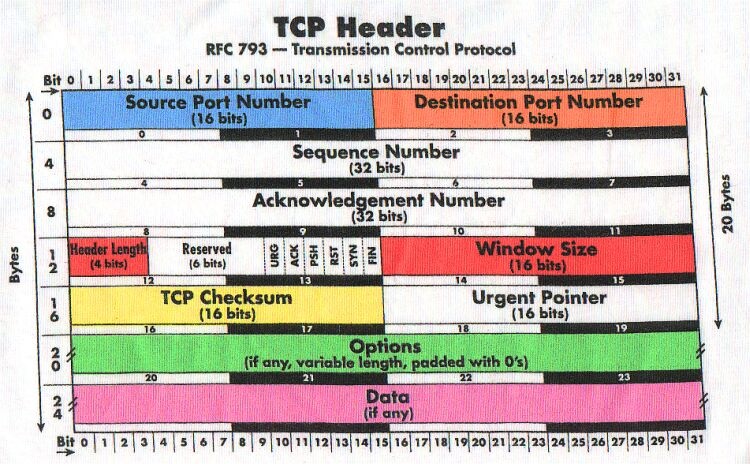 TCP Header
RFC 793 — Transmission Control Protocol
Bit 0 1 2 3 4 5 6 7 8 9 10 11 12 13 14 15 16 17 18 19 20 21 22 23 24 25 26 27 28 29 30 31
0 Source Port Number Destination Port Number
(16 bits) (16 bits)
0 1 2 3
4 Sequence Number
(32 bits)
4 5 6 7
8 Acknowledgement Number
(32 bits)
8 9 10 11
12 Header Length Reserved URG ACK PSH RST SYN FIN Window Size
(4 bits) (6 bits) (16 bits)
12 13 14 15
16 TCP Checksum Urgent Pointer
(16 bits) (16 bits)
16 17 18 19
20 Options
(if any, variable length, padded with 0's)
20 21 22 23
24 Data
(if any)
Bit 0 1 2 3 4 5 6 7 8 9 10 11 12 13 14 15 16 17 18 19 20 21 22 23 24 25 26 27 28 29 30 31
Bytes
20 Bytes